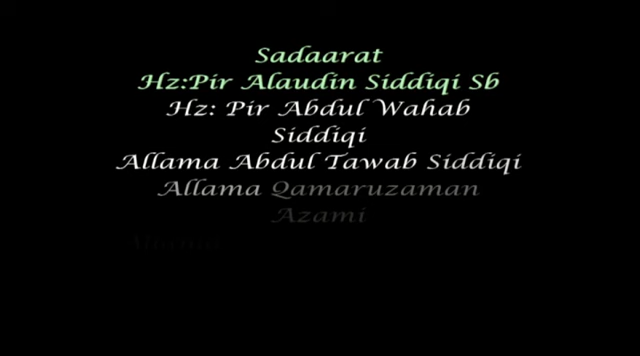 Sadaarat
Hz:Pir Alaudin Siddiqi Sb
Hz: Pir Abdul Wahab
Siddiqi
Allama Abdul Tawab Siddiqi
Allama Qamaruzaman
Azami